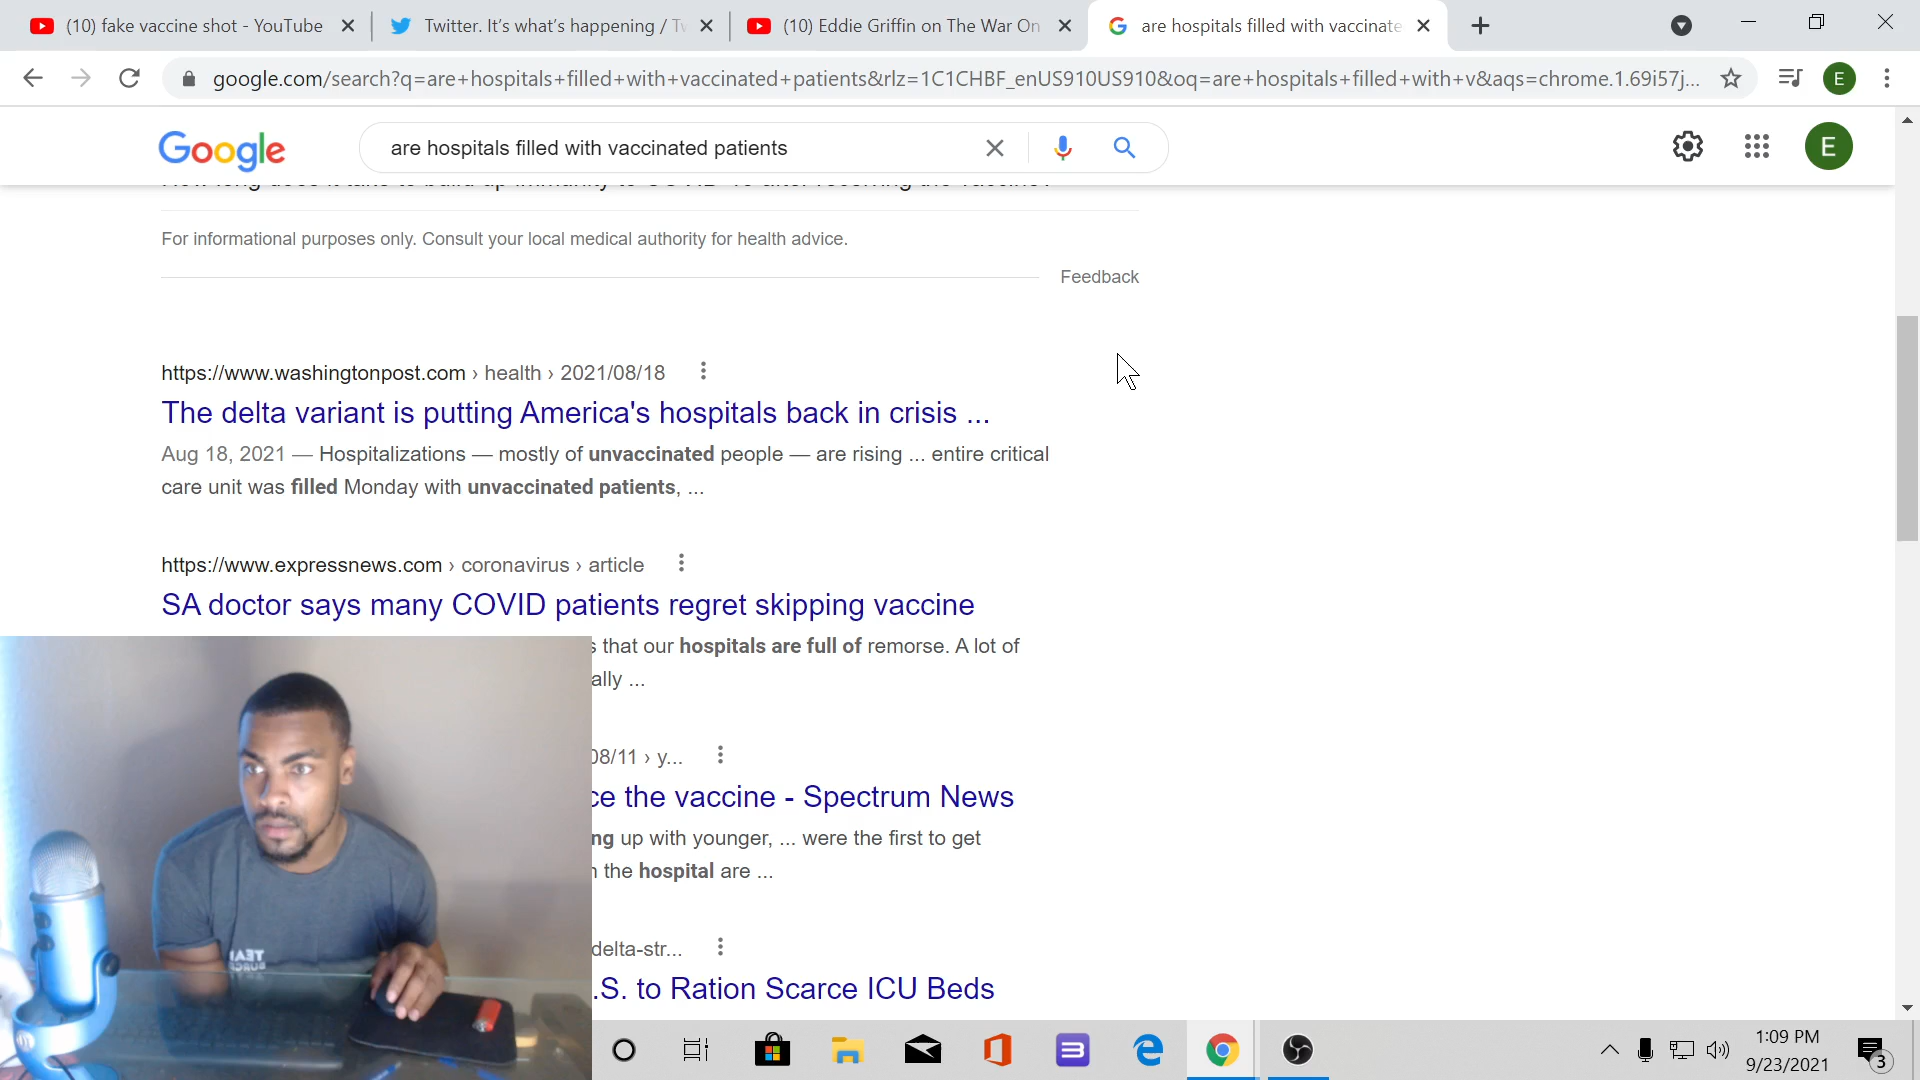 (10) fake vaccine shot - YouTube
Twitter. It's what's happening / Tw
(10) Eddie Griffin on The War On
are hospitals filled with vaccinate
google.com/search?q=are+hospitals+filled+with+vaccinated+patients&rlz=1C1CHBF_enUS910US910&oq=are+hospitals+filled+with+v&aqs=chrome.1.69i57j...
E
Google
are hospitals filled with vaccinated patients
E
For informational purposes only. Consult your local medical authority for health advice.
Feedback
https://www.washingtonpost.com › health › 2021/08/18
The delta variant is putting America's hospitals back in crisis ...
Aug 18, 2021 — Hospitalizations — mostly of unvaccinated people — are rising ... entire critical
care unit was filled Monday with unvaccinated patients, ...
https://www.expressnews.com › coronavirus › article
SA doctor says many COVID patients regret skipping vaccine
s that our hospitals are full of remorse. A lot of
ally ...
08/11 › y...
ce the vaccine - Spectrum News
ng up with younger, ... were the first to get
the hospital are ...
delta-str...
.S. to Ration Scarce ICU Beds
1:09 PM
9/23/2021
3